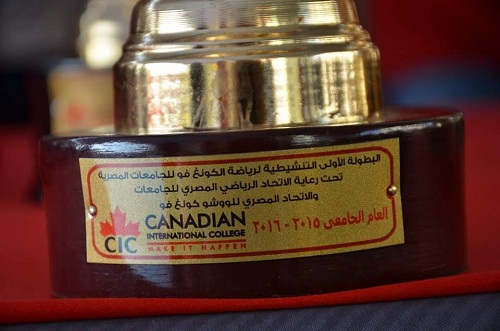 البطولة الأولى التنشيطية لرياضة الكونغ فو للجامعات المصرية
تحت رعاية الاتحاد الرياضي المصري للجامعات
والاتحاد المصري للووشو كونغ فو
العام الجامعى ٢٠١٥ - ٢٠١٦
CIC
CANADIAN
INTERNATIONAL COLLEGE
MAKE IT HAPPEN